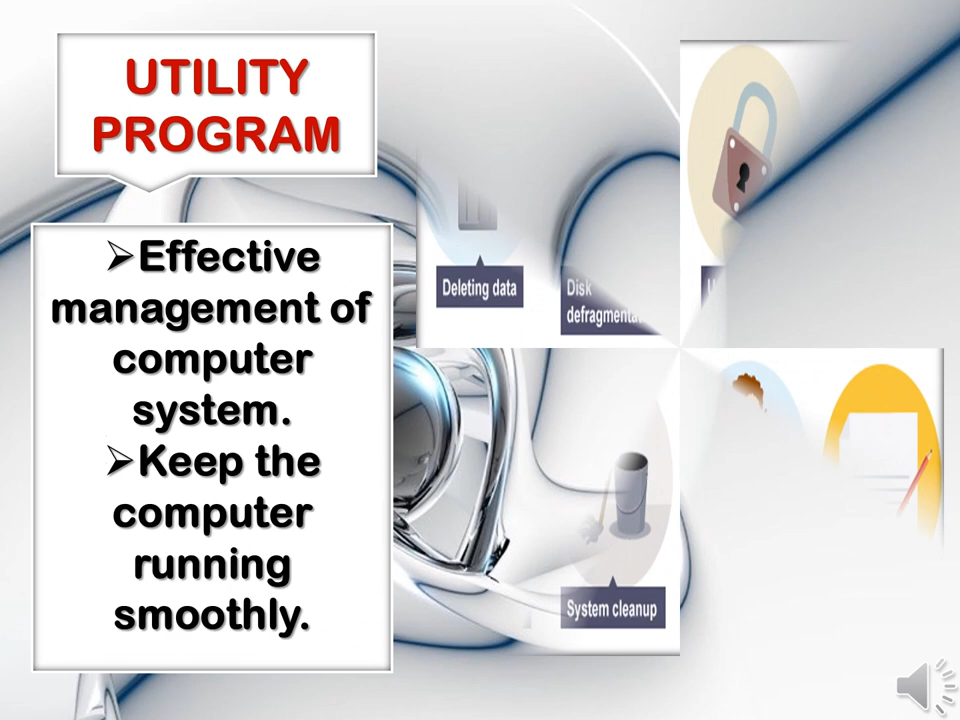 UTILITY
PROGRAM
➢Effective
management of
computer
system.
➢Keep the
computer
running
smoothly.
Deleting data
Disk
System cleanup